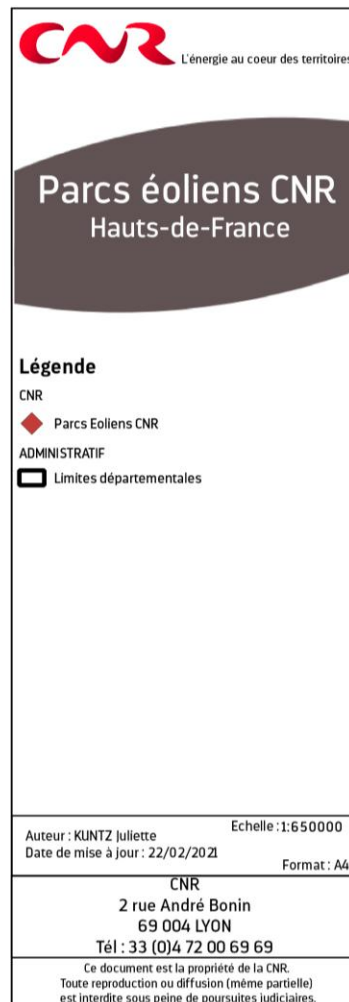 CNR
L'énergie au coeur des territoires
Parcs éoliens CNR
Hauts-de-France
Légende
CNR
Parcs Eoliens CNR
ADMINISTRATIF
Limites départementales
Auteur : KUNTZ Juliette
Echelle :1:650000
Date de mise à jour : 22/02/2021
Format : A4
CNR
2 rue André Bonin
69 004 LYON
Tél : 33 (0)4 72 00 69 69
Ce document est la propriété de la CNR.
Toute reproduction ou diffusion (même partielle)
est interdite sous peine de poursuites judiciaires.